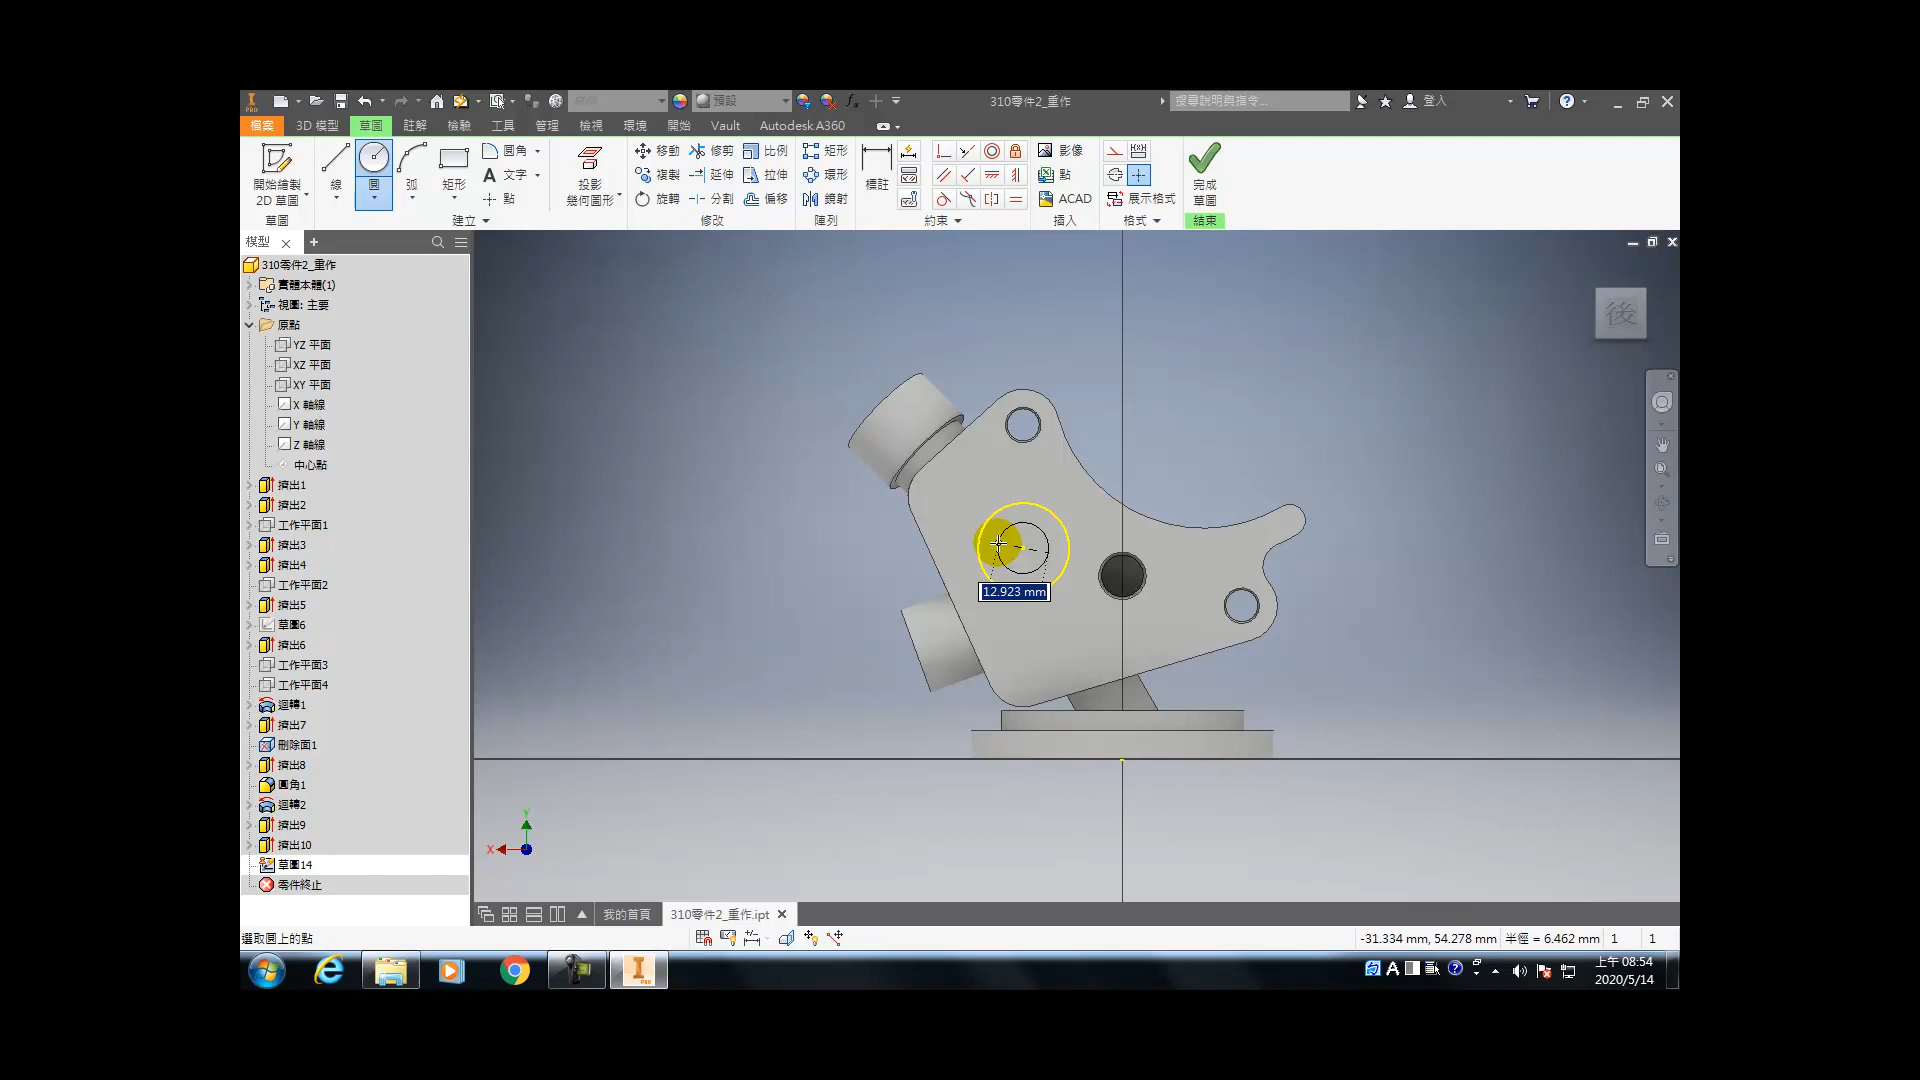 310零件2_重作
搜尋說明與指令...
登入
預設
檔案 3D 模型 草圖 註解 檢驗 工具 管理 檢視 環境 開始 Vault Autodesk A360
開始繪製
2D 草圖
線 圓 弧 矩形
圓角
文字
點
投影
幾何圖形
移動 修剪 比例
複製 延伸 拉伸
旋轉 分割 偏移
矩形
環形
鏡射
標註
影像
點
ACAD
展示格式
完成
草圖
草圖 建立 修改 陣列 約束 插入 格式 結束
模型
310零件2_重作
實體本體(1)
視圖: 主要
原點
YZ 平面
XZ 平面
XY 平面
X 軸線
Y 軸線
Z 軸線
中心點
擠出1
擠出2
工作平面1
擠出3
擠出4
工作平面2
擠出5
草圖6
擠出6
工作平面3
工作平面4
迴轉1
擠出7
刪除面1
擠出8
圓角1
迴轉2
擠出9
擠出10
草圖14
零件終止
後
12.923 mm
Y
X
我的首頁 310零件2_重作.ipt
選取圓上的點
-31.334 mm, 54.278 mm 半徑 = 6.462 mm 1 1
上午 08:54
2020/5/14